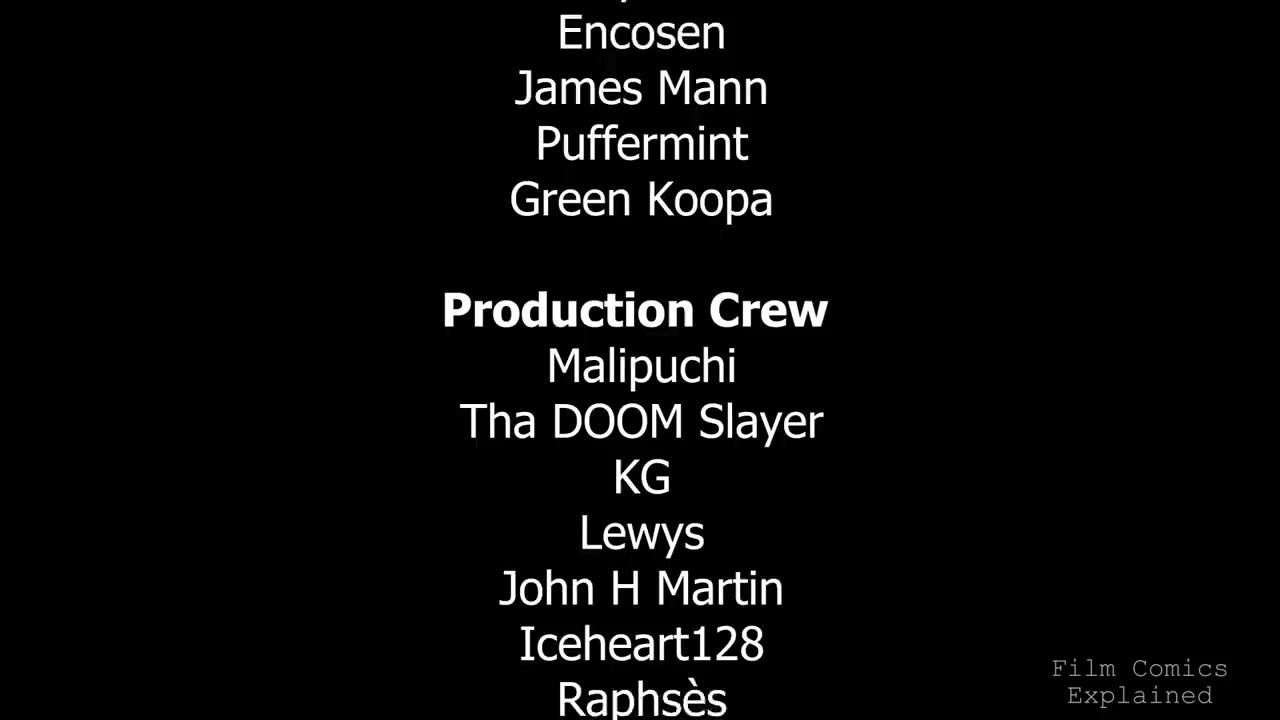 Encosen
James Mann
Puffermint
Green Koopa
Production Crew
Malipuchi
Tha DOOM Slayer
KG
Lewys
John H Martin
Iceheart128
Raphsès
Film Comics
Explained